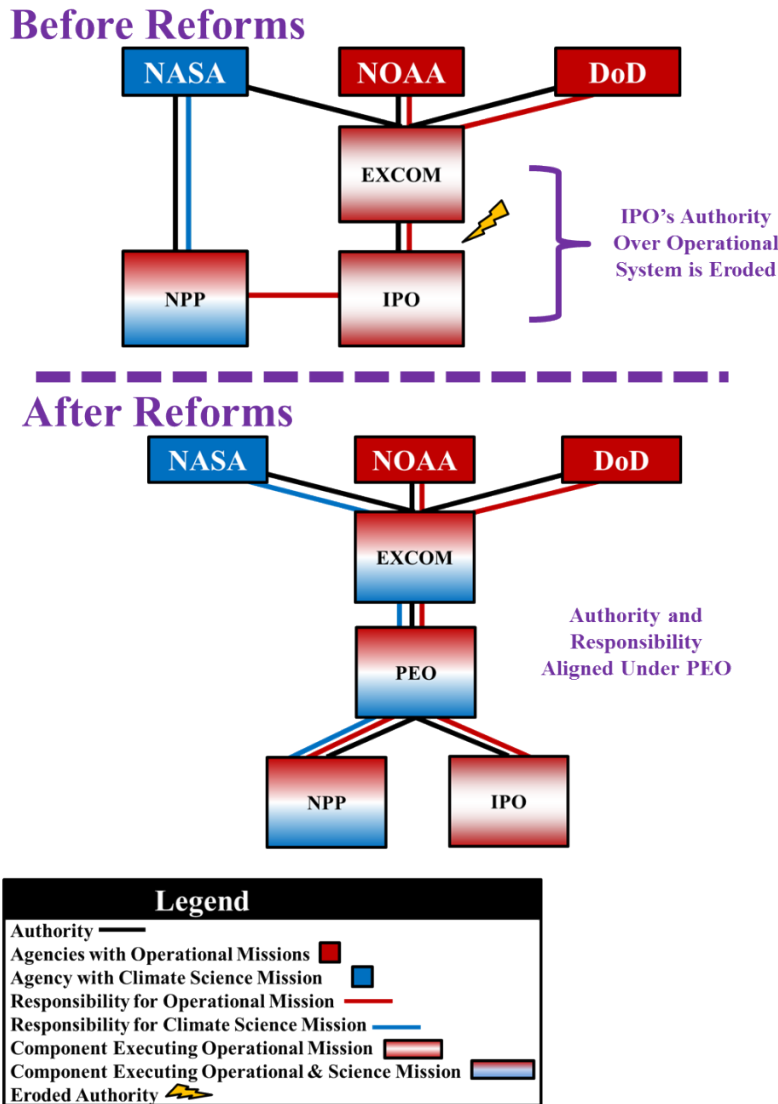 Before Reforms
NASA
NOAA
DoD
EXCOM
IPO's Authority
Over Operational
System is Eroded
NPP
IPO
After Reforms
NASA
NOAA
DoD
EXCOM
Authority and
Responsibility
Aligned Under PEO
PEO
NPP
IPO
Legend
Authority
Agencies with Operational Missions
Agency with Climate Science Mission
Responsibility for Operational Mission
Responsibility for Climate Science Mission
Component Executing Operational Mission
Component Executing Operational & Science Mission
Eroded Authority